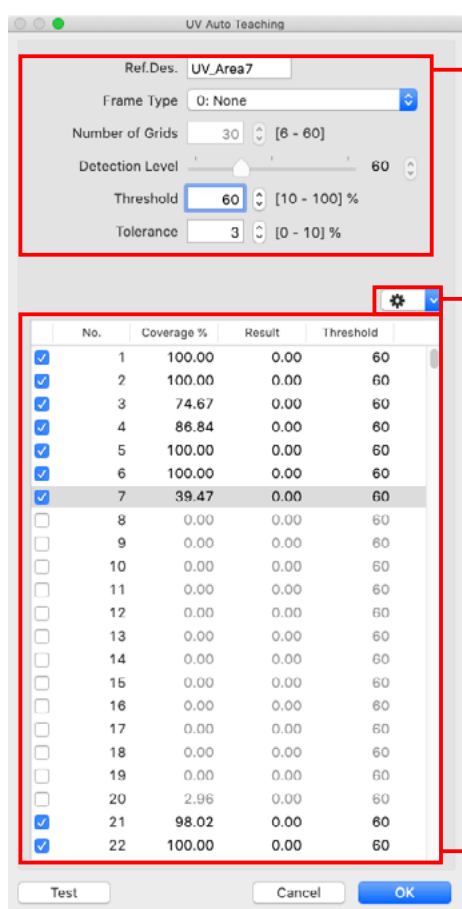 UV Auto Teaching
Ref.Des. UV_Area7
Frame Type 0: None
Number of Grids 30 [6 - 60]
Detection Level 60
Threshold 60 [10 - 100] %
Tolerance 3 [0 - 10] %
No. Coverage % Result Threshold
1 100.00 0.00 60
2 100.00 0.00 60
3 74.67 0.00 60
4 86.84 0.00 60
5 100.00 0.00 60
6 100.00 0.00 60
7 39.47 0.00 60
8 0.00 0.00 60
9 0.00 0.00 60
10 0.00 0.00 60
11 0.00 0.00 60
12 0.00 0.00 60
13 0.00 0.00 60
14 0.00 0.00 60
15 0.00 0.00 60
16 0.00 0.00 60
17 0.00 0.00 60
18 0.00 0.00 60
19 0.00 0.00 60
20 2.96 0.00 60
21 98.02 0.00 60
22 100.00 0.00 60
Test Cancel OK